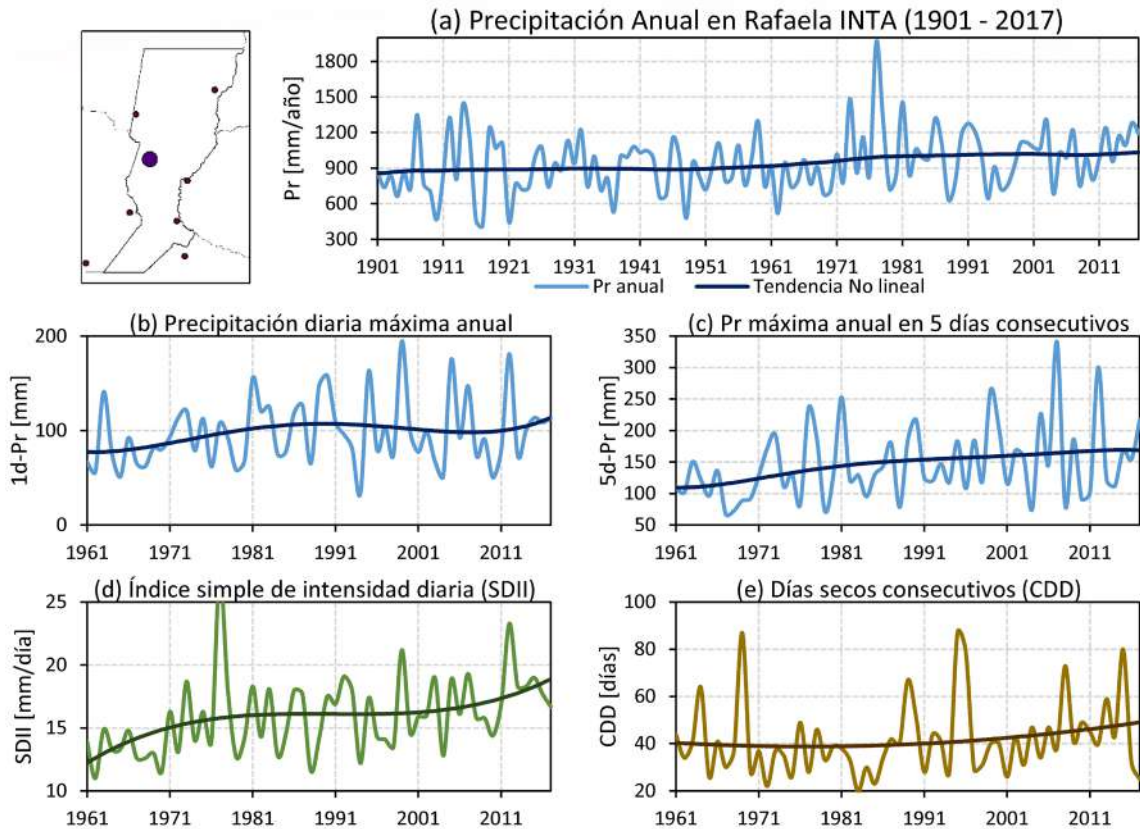 (a) Precipitación Anual en Rafaela INTA (1901 - 2017)
Pr [mm/año]
1800
1500
1200
900
600
300
1901 1911 1921 1931 1941 1951 1961 1971 1981 1991 2001 2011
Pr anual Tendencia No lineal
(b) Precipitación diaria máxima anual
1d-Pr [mm]
200
100
0
1961 1971 1981 1991 2001 2011
(c) Pr máxima anual en 5 días consecutivos
5d-Pr [mm]
350
300
250
200
150
100
50
1961 1971 1981 1991 2001 2011
(d) Índice simple de intensidad diaria (SDII)
SDII [mm/día]
25
20
15
10
1961 1971 1981 1991 2001 2011
(e) Días secos consecutivos (CDD)
CDD [días]
100
80
60
40
20
1961 1971 1981 1991 2001 2011